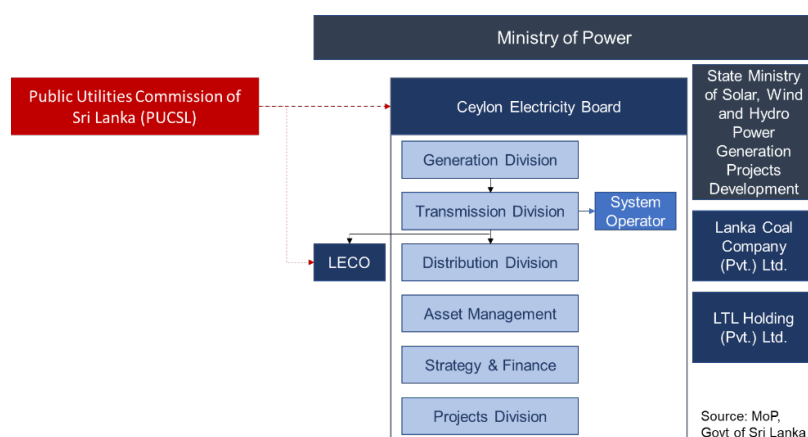 Ministry of Power
Public Utilities Commission of
Sri Lanka (PUCSL)
Ceylon Electricity Board
State Ministry
of Solar, Wind
and Hydro
Power
Generation
Projects
Development
Generation Division
Transmission Division
System
Operator
LECO
Distribution Division
Lanka Coal
Company
(Pvt.) Ltd.
Asset Management
LTL Holding
(Pvt.) Ltd.
Strategy & Finance
Projects Division
Source: MoP,
Govt of Sri Lanka